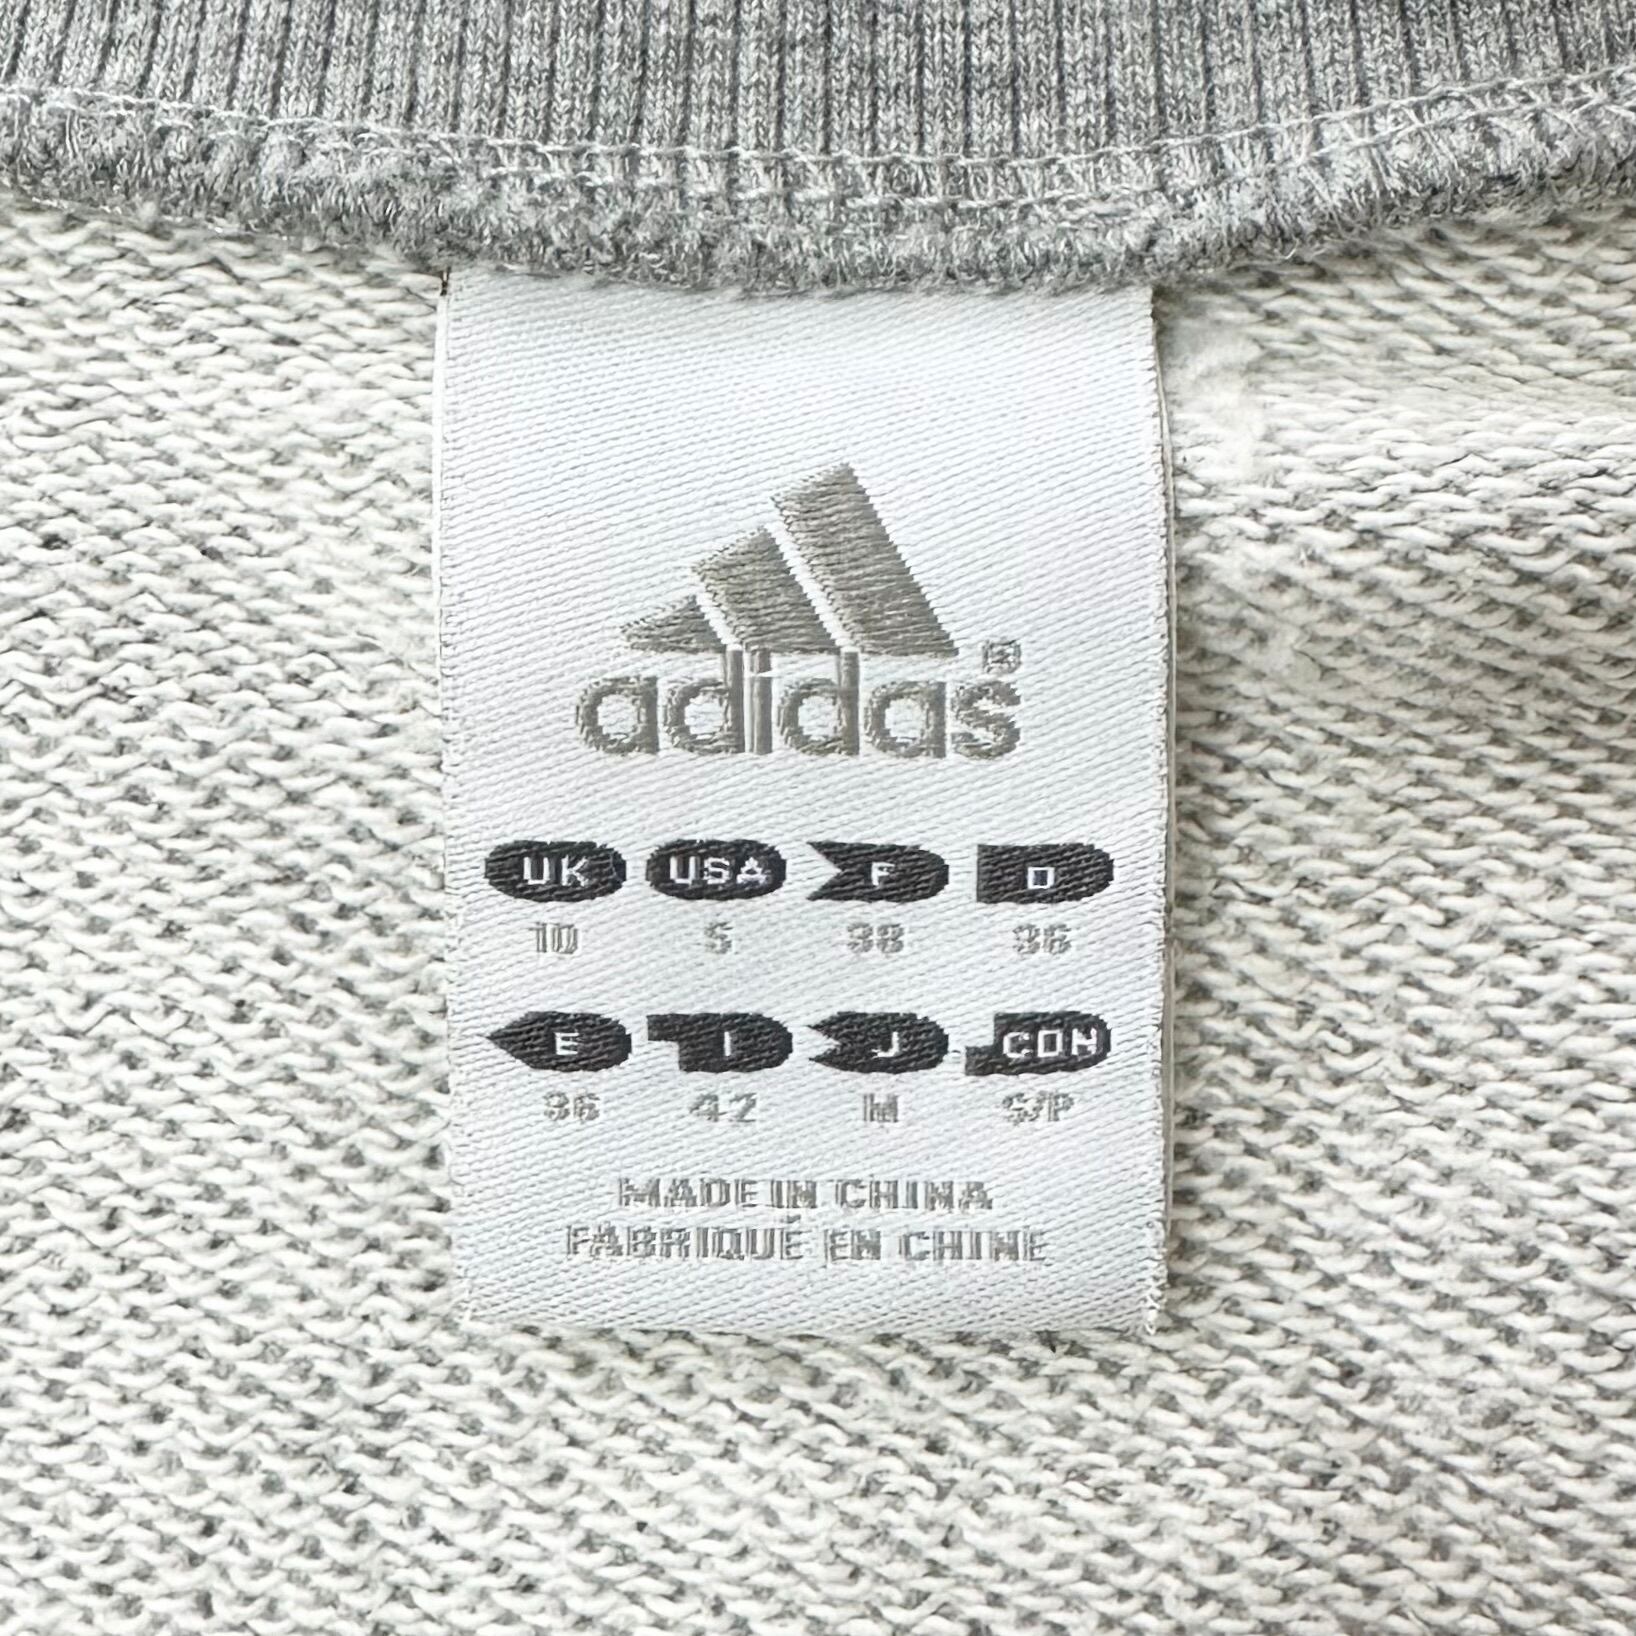 adidas®
UK USA F D
10 S 38 36
E I J CDN
36 42 M S/P
MADE IN CHINA
FABRIQUÉ EN CHINE